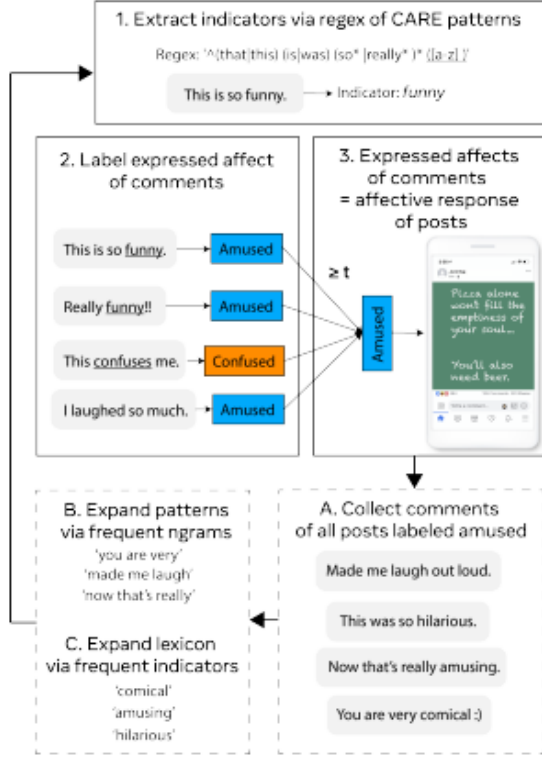 1. Extract indicators via regex of CARE patterns
Regex: '^(that|this) (is|was) (so* |really* )* ([a-z] )'
This is so funny.
Indicator: funny
2. Label expressed affect
of comments
This is so funny.
Amused
Really funny!!
Amused
This confuses me.
Confused
I laughed so much.
Amused
≥ t
Amused
3. Expressed affects
of comments
= affective response
of posts
Pizza alone
won't fill the
emptiness of
your soul...
You'll also
need beer.
A. Collect comments
of all posts labeled amused
Made me laugh out loud.
This was so hilarious.
Now that's really amusing.
You are very comical :)
B. Expand patterns
via frequent ngrams
'you are very'
'made me laugh'
'now that's really'
C. Expand lexicon
via frequent indicators
'comical'
'amusing'
'hilarious'